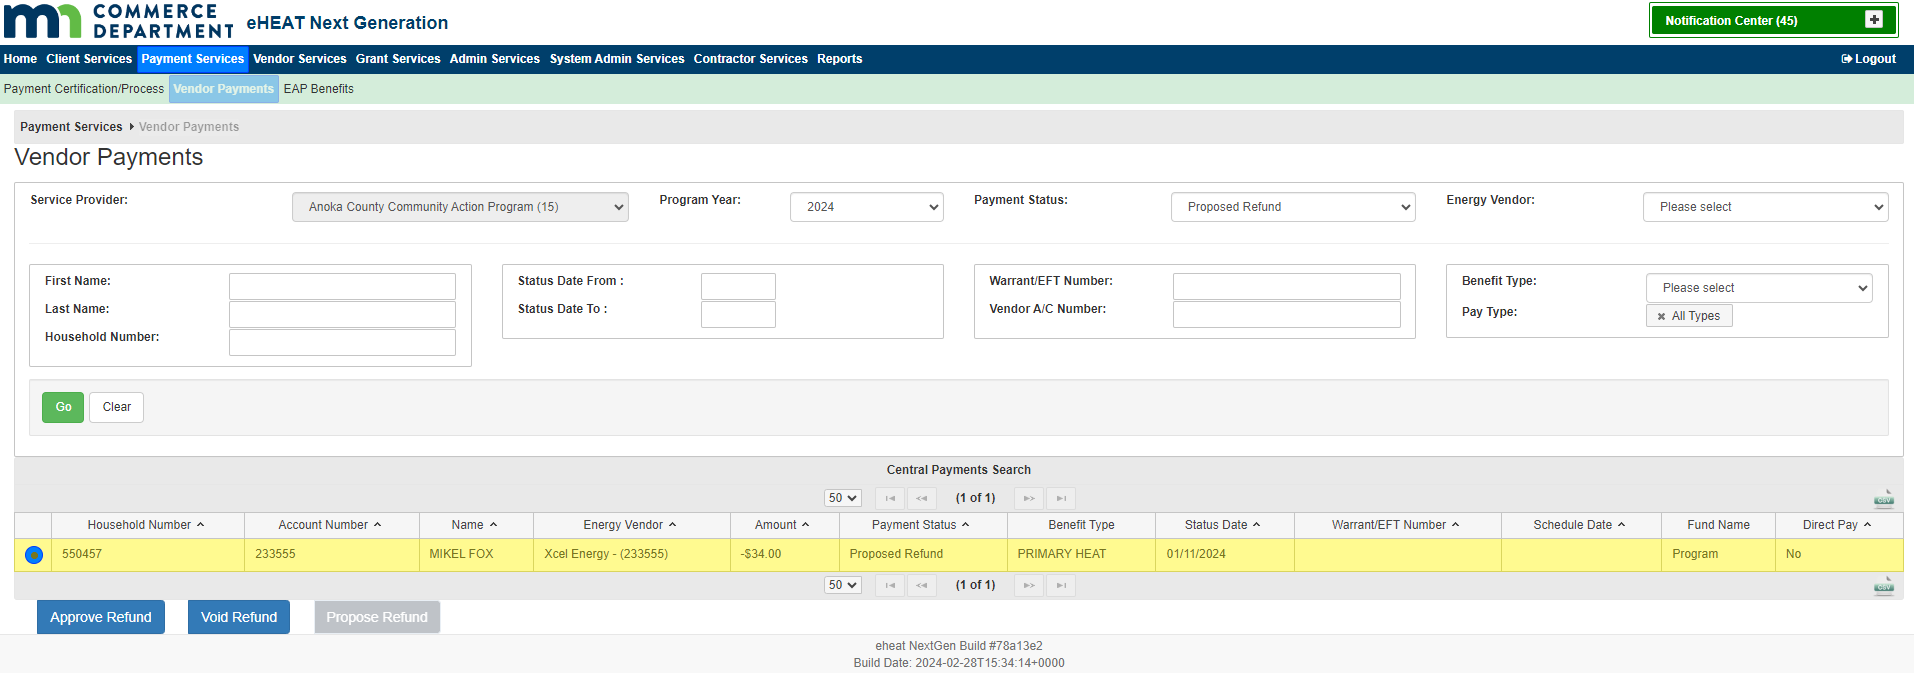 COMMERCE
DEPARTMENT
eHEAT Next Generation
Notification Center (45)
Home Client Services Payment Services Vendor Services Grant Services Admin Services System Admin Services Contractor Services Reports Logout
Payment Certification/Process Vendor Payments EAP Benefits
Payment Services Vendor Payments
Vendor Payments
Service Provider: Anoka County Community Action Program (15) Program Year: 2024 Payment Status: Proposed Refund Energy Vendor: Please select
First Name: Status Date From : Warrant/EFT Number: Benefit Type: Please select
Last Name: Status Date To : Vendor A/C Number: Pay Type: All Types
Household Number:
Go Clear
Central Payments Search
50 (1 of 1) CSV
Household Number Account Number Name Energy Vendor Amount Payment Status Benefit Type Status Date Warrant/EFT Number Schedule Date Fund Name Direct Pay
550457 233555 MIKEL FOX Xcel Energy - (233555) -$34.00 Proposed Refund PRIMARY HEAT 01/11/2024 Program No
50 (1 of 1) CSV
Approve Refund Void Refund Propose Refund
eheat NextGen Build #78a13e2
Build Date: 2024-02-28T15:34:14+0000